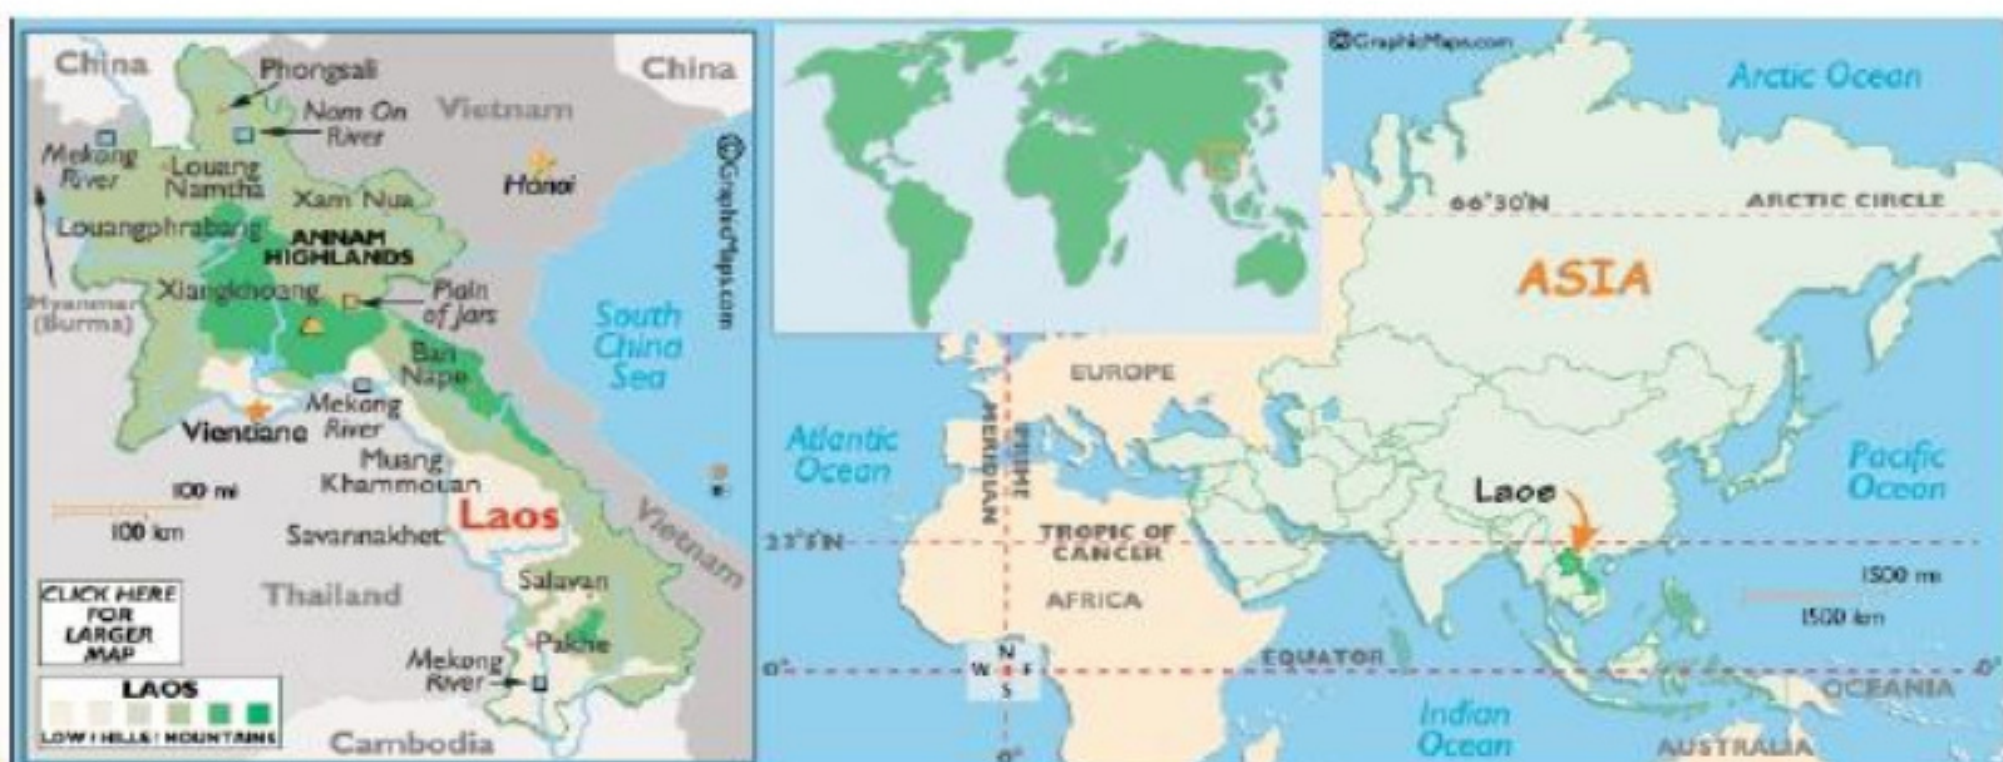 China
Phongsali
China
Nam On
River
Vietnam
Mekong
River
Louang
Namtha
Hanoi
Xam Nua
Louangphrabang
ANNAM
HIGHLANDS
Xiangkhoang
Plain
of Jars
Myanmar
(Burma)
South
China
Sea
©GraphicMaps.com
Ban
Nape
Mekong
River
Vientiane
Muang
Khammouan
100 mi
100 km
Laos
Savannakhet
Vietnam
Thailand
Salavan
CLICK HERE
FOR
LARGER
MAP
Pakhie
Mekong
River
LAOS
LOW / HILLS / MOUNTAINS
Cambodia
©GraphicMaps.com
Arctic Ocean
66°30'N
ARCTIC CIRCLE
ASIA
EUROPE
Atlantic
Ocean
PRIME
MERIDIAN
Pacific
Ocean
Laos
23°5'N
TROPIC OF
CANCER
AFRICA
1500 mi
1500 km
N
W
E
S
0°
EQUATOR
0°
OCEANIA
Indian
Ocean
AUSTRALIA
0°